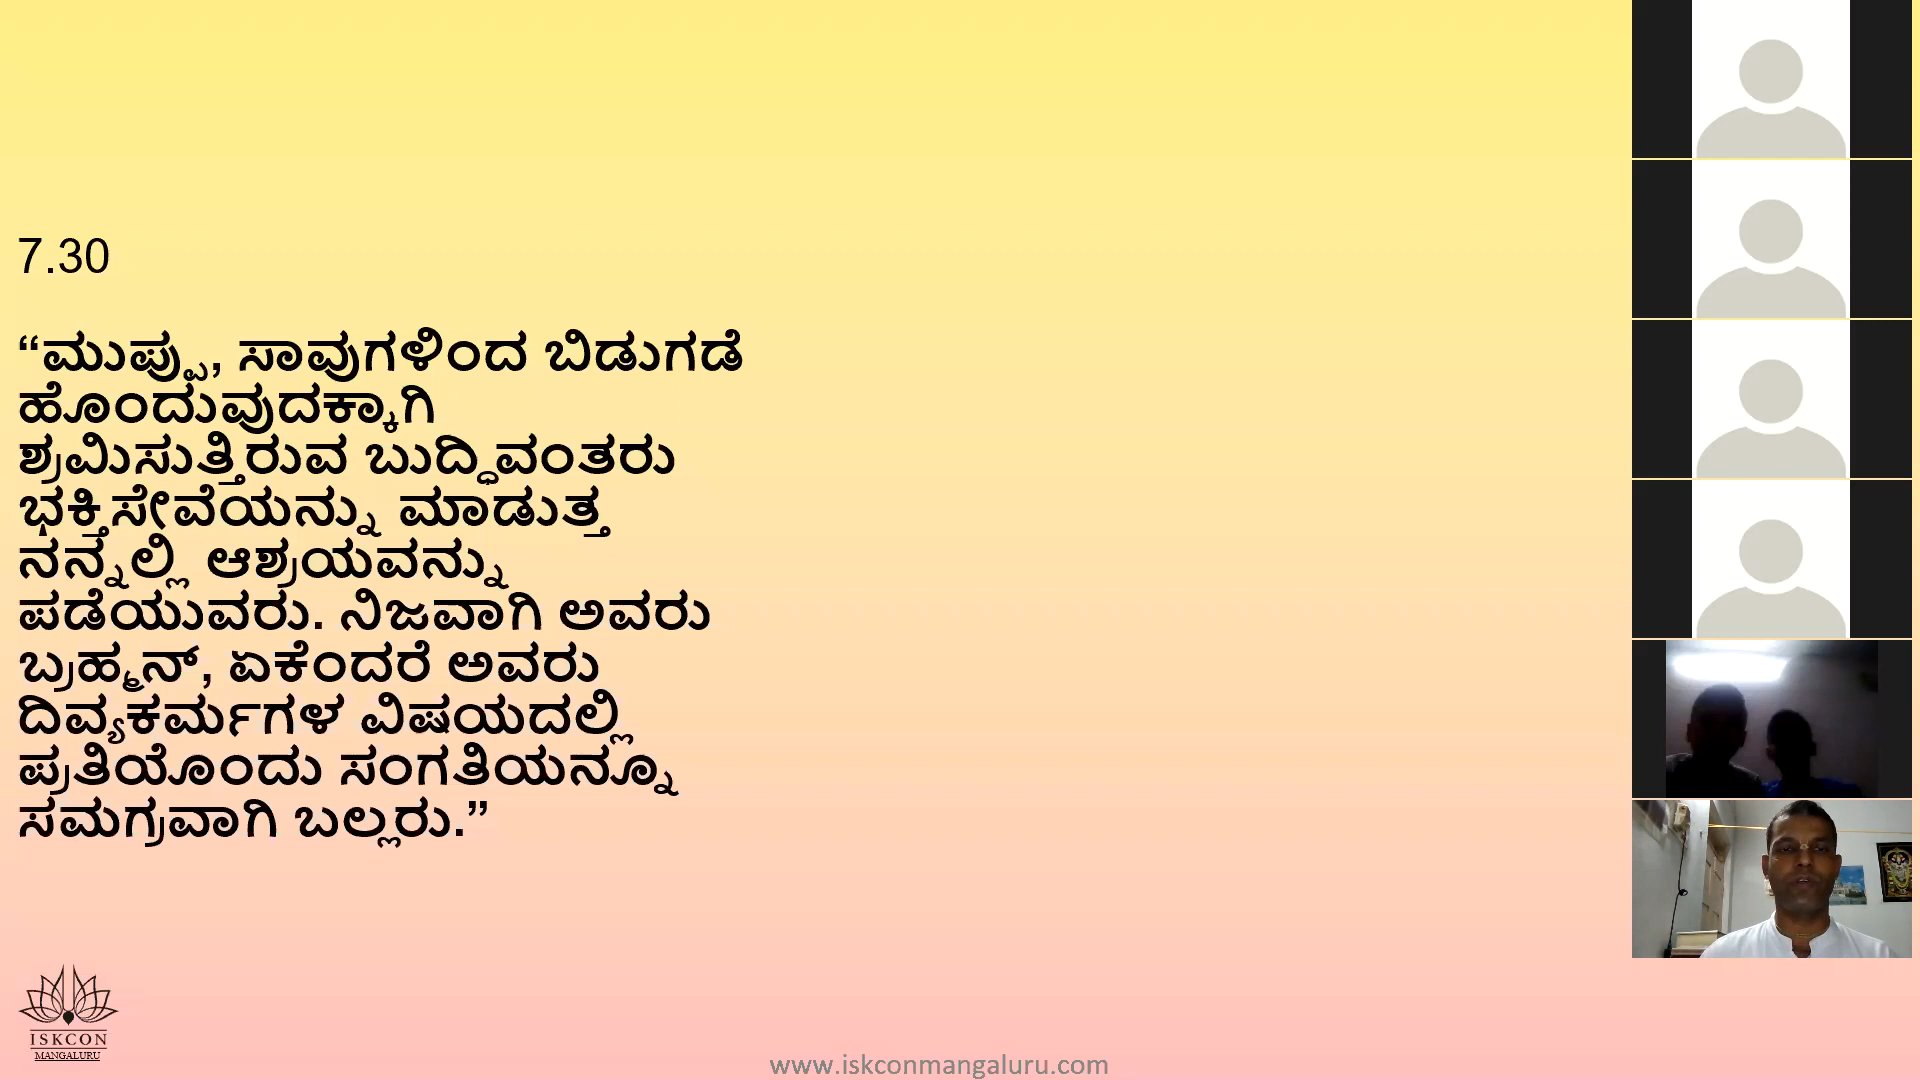 7.30
“ಮುಪ್ಪು, ಸಾವುಗಳಿಂದ ಬಿಡುಗಡೆ
ಹೊಂದುವುದಕ್ಕಾಗಿ
ಶ್ರಮಿಸುತ್ತಿರುವ ಬುದ್ಧಿವಂತರು
ಭಕ್ತಿಸೇವೆಯನ್ನು ಮಾಡುತ್ತ
ನನ್ನಲ್ಲಿ ಆಶ್ರಯವನ್ನು
ಪಡೆಯುವರು. ನಿಜವಾಗಿ ಅವರು
ಬ್ರಹ್ಮನ್, ಏಕೆಂದರೆ ಅವರು
ದಿವ್ಯಕರ್ಮಗಳ ವಿಷಯದಲ್ಲಿ
ಪ್ರತಿಯೊಂದು ಸಂಗತಿಯನ್ನೂ
ಸಮಗ್ರವಾಗಿ ಬಲ್ಲರು.”
ISKCON
MANGALURU
www.iskconmangaluru.com